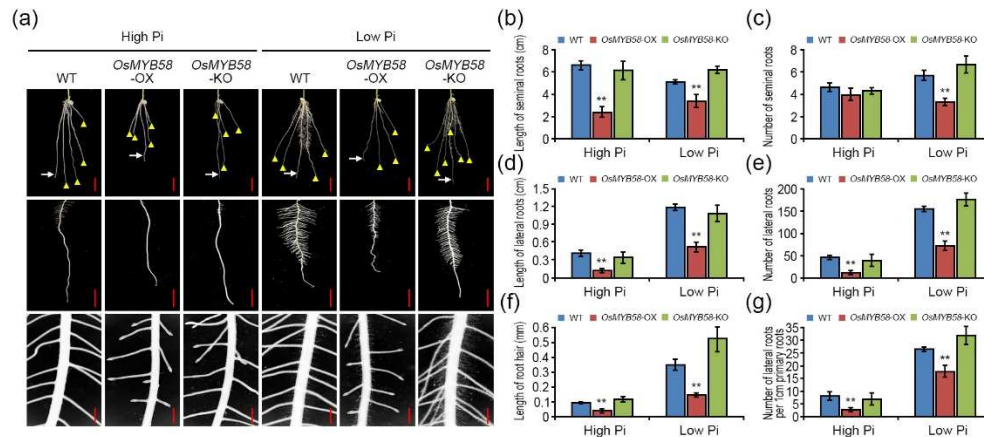 (a)
High Pi
Low Pi
WT
OsMYB58
-OX
OsMYB58
-KO
WT
OsMYB58
-OX
OsMYB58
-KO
(b)
WT OsMYB58-OX OsMYB58-KO
Length of seminal roots (cm)
8
6
4
2
0
**
**
High Pi
Low Pi
(c)
WT OsMYB58-OX OsMYB58-KO
Number of seminal roots
8
6
4
2
0
**
High Pi
Low Pi
(d)
WT OsMYB58-OX OsMYB58-KO
Length of lateral roots (cm)
1.5
1.2
0.9
0.6
0.3
0
**
**
High Pi
Low Pi
(e)
WT OsMYB58-OX OsMYB58-KO
Number of lateral roots
200
150
100
50
0
**
**
High Pi
Low Pi
(f)
WT OsMYB58-OX OsMYB58-KO
Length of root hair (mm)
0.6
0.5
0.4
0.3
0.2
0.1
0
**
**
High Pi
Low Pi
(g)
WT OsMYB58-OX OsMYB58-KO
Number of lateral roots
per 1cm primary roots
35
30
25
20
15
10
5
0
**
**
High Pi
Low Pi